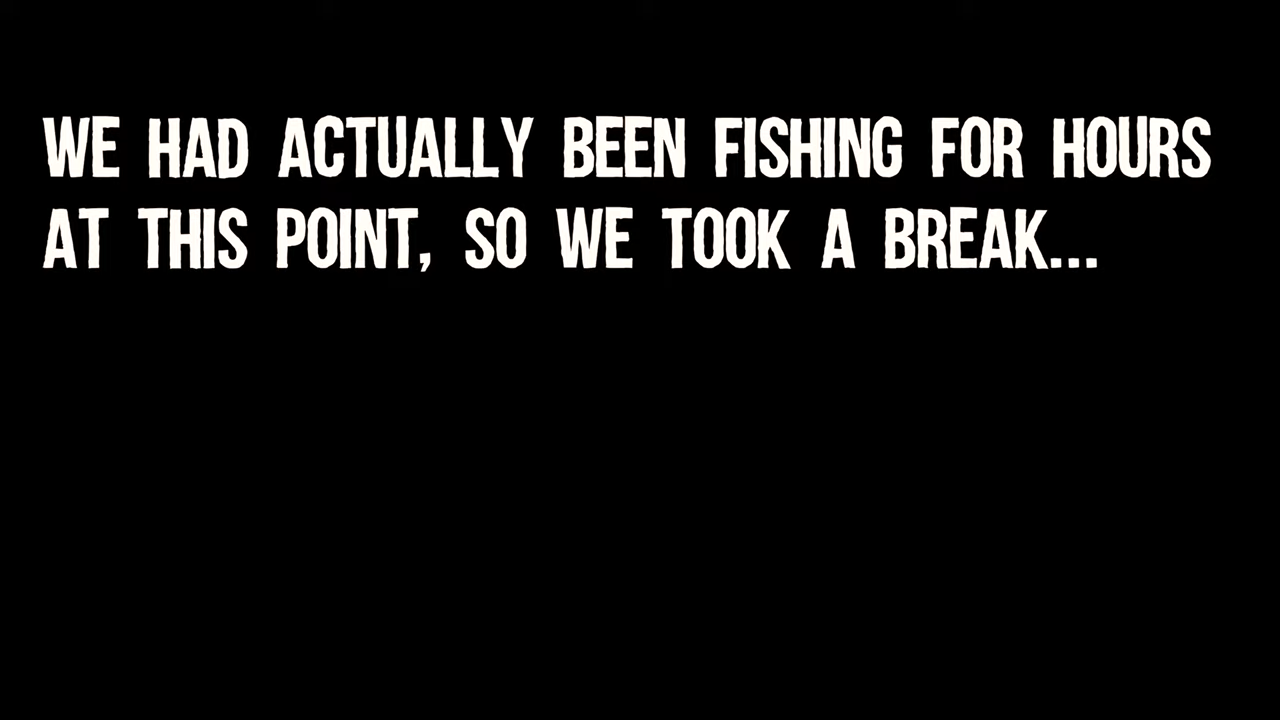 WE HAD ACTUALLY BEEN FISHING FOR HOURS
AT THIS POINT, SO WE TOOK A BREAK...